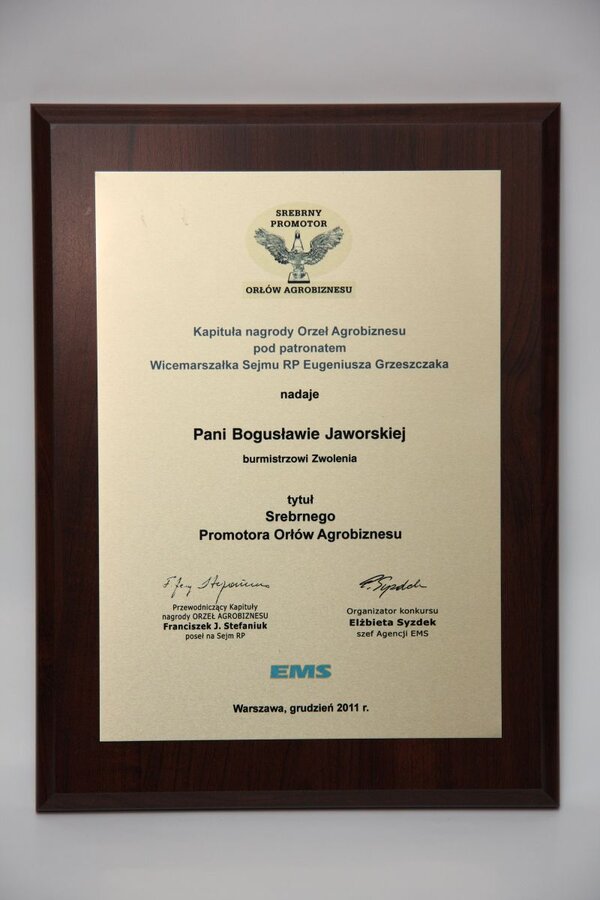 SREBRNY
PROMOTOR
ORŁÓW AGROBIZNESU
Kapituła nagrody Orzeł Agrobiznesu
pod patronatem
Wicemarszałka Sejmu RP Eugeniusza Grzeszczaka
nadaje
Pani Bogusławie Jaworskiej
burmistrzowi Zwolenia
tytuł
Srebrnego
Promotora Orłów Agrobiznesu
Przewodniczący Kapituły
nagrody ORZEŁ AGROBIZNESU
Franciszek J. Stefaniuk
poseł na Sejm RP
Organizator konkursu
Elżbieta Syzdek
szef Agencji EMS
EMS
Warszawa, grudzień 2011 r.